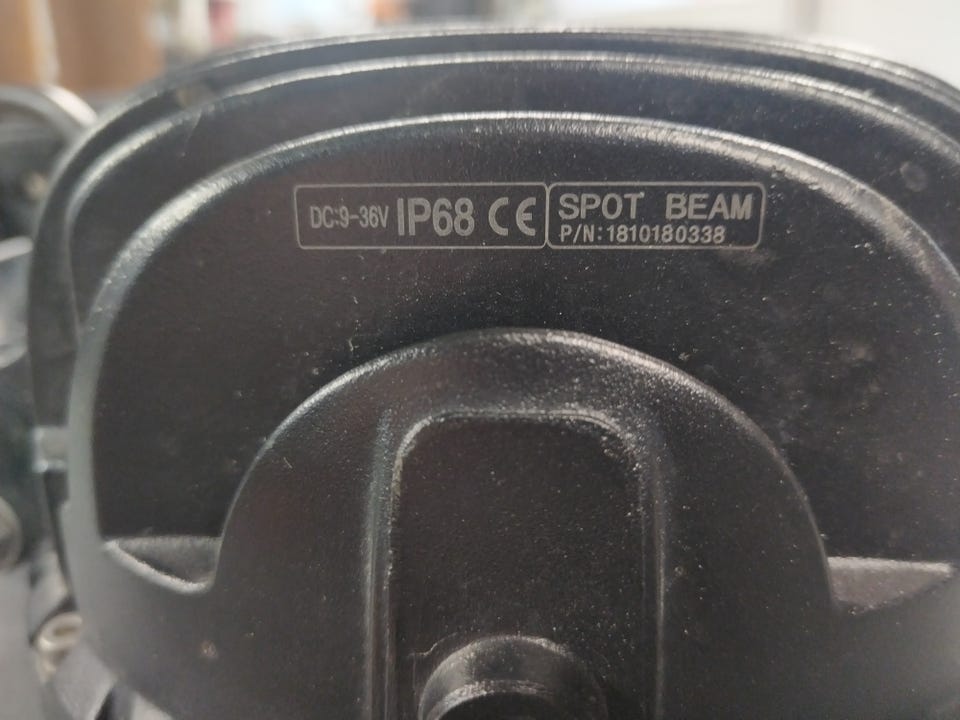 DC:9-36V IP68 CE
SPOT BEAM
P/N:1810180338